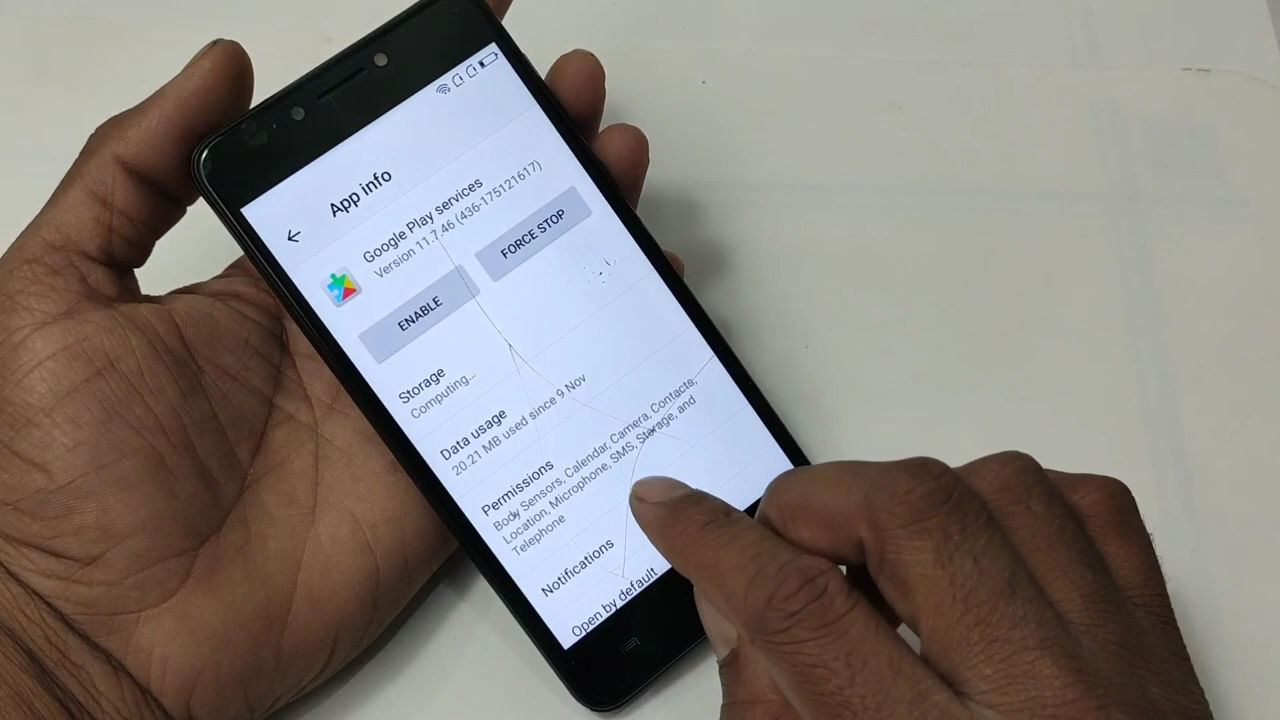 App info
Google Play services
Version 11.7.46 (436-175121617)
ENABLE
FORCE STOP
Storage
Computing...
Data usage
20.21 MB used since 9 Nov
Permissions
Body Sensors, Calendar, Camera, Contacts,
Location, Microphone, SMS, Storage, and
Telephone
Notifications
Open by default